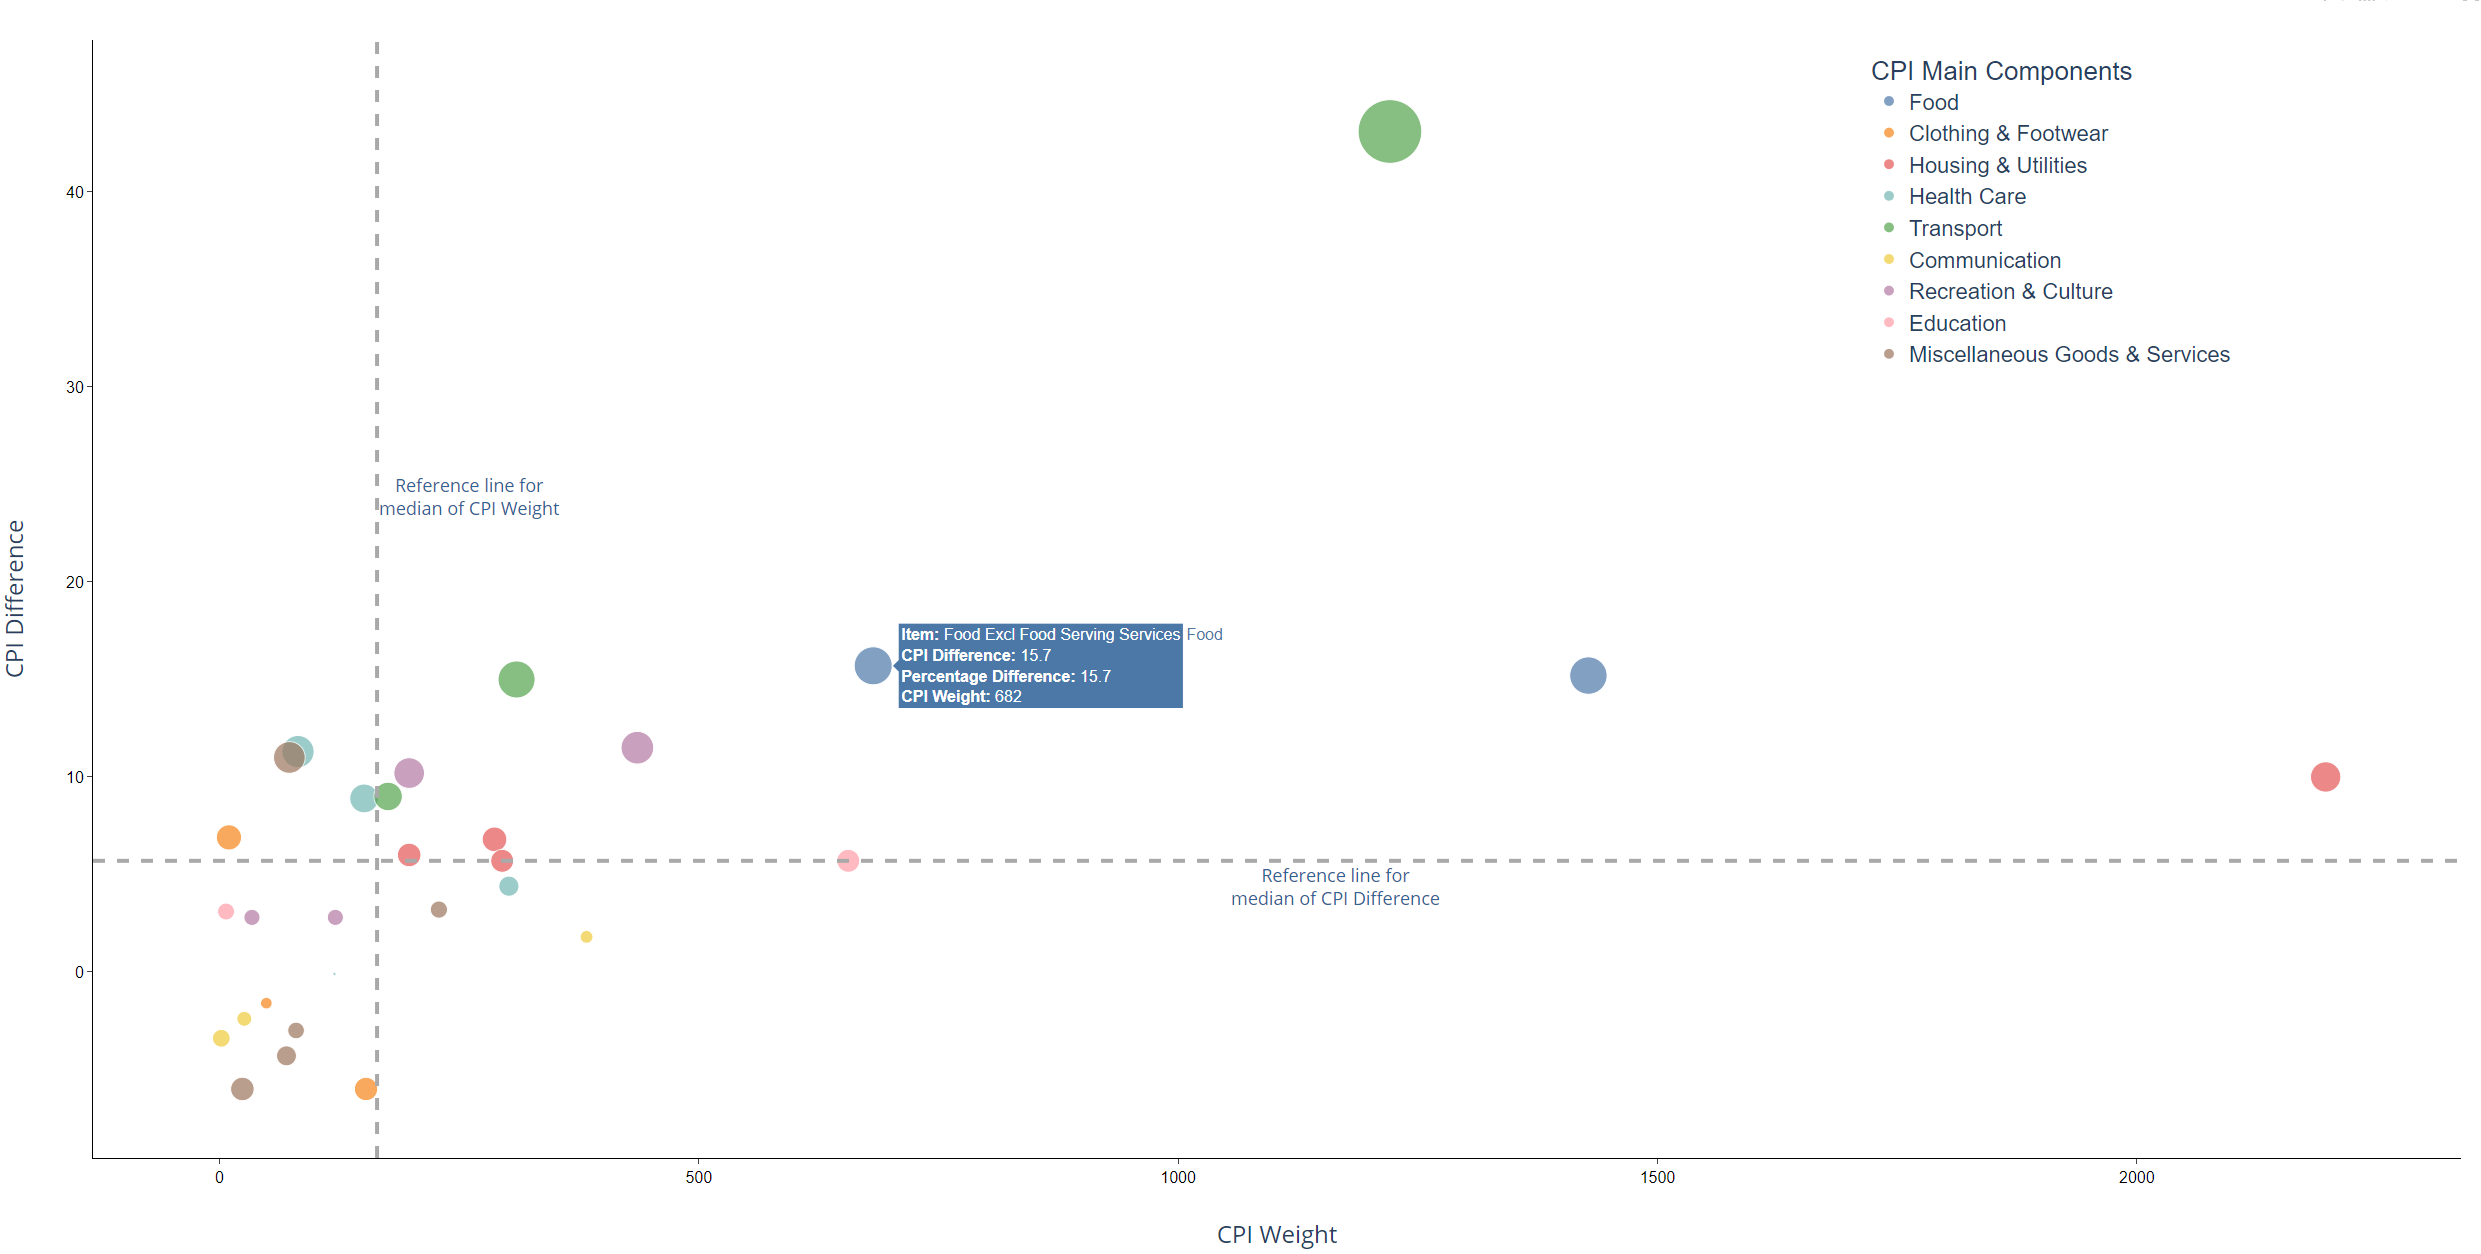 CPI Main Components
Food
Clothing & Footwear
Housing & Utilities
Health Care
Transport
Communication
Recreation & Culture
Education
Miscellaneous Goods & Services
40
30
20
10
0
CPI Difference
Reference line for
median of CPI Weight
Item: Food Excl Food Serving Services Food
CPI Difference: 15.7
Percentage Difference: 15.7
CPI Weight: 682
Reference line for
median of CPI Difference
0
500
1000
1500
2000
CPI Weight